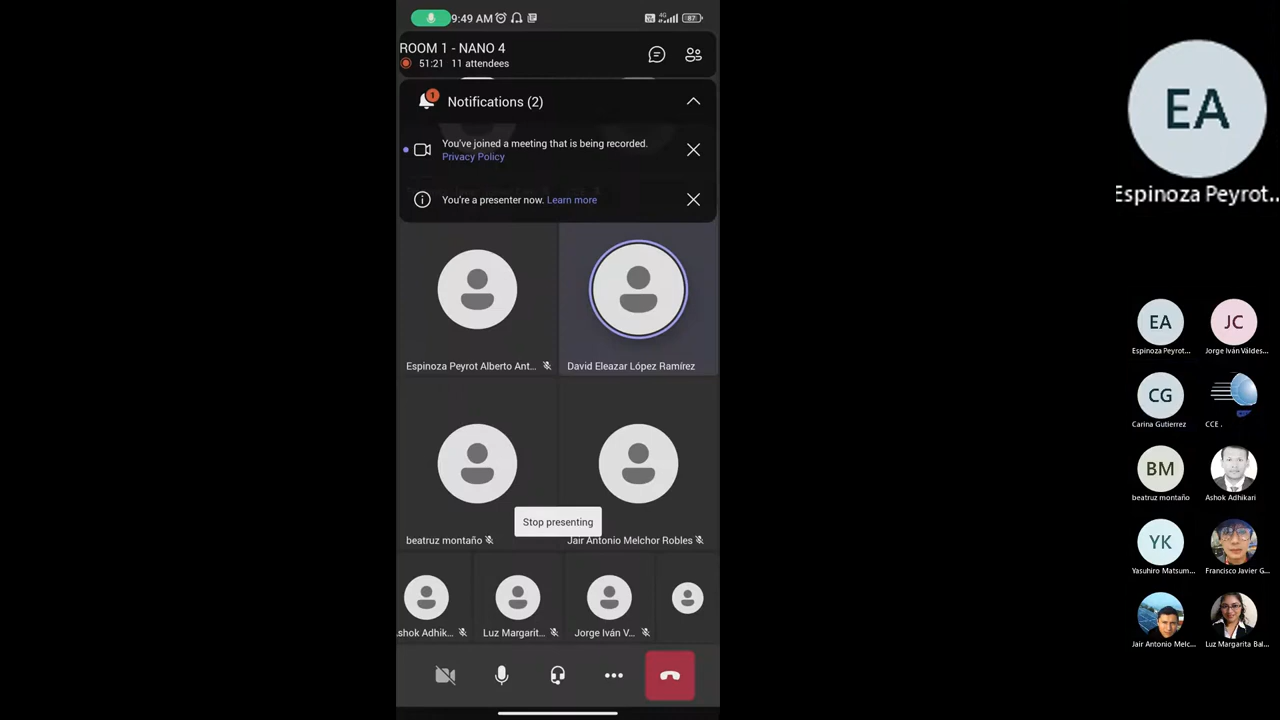 9:49 AM
4G
87
ROOM 1 - NANO 4
51:21 11 attendees
1
Notifications (2)
You've joined a meeting that is being recorded.
Privacy Policy
You're a presenter now. Learn more
Espinoza Peyrot Alberto Ant...
David Eleazar López Ramírez
beatruz montaño
Jair Antonio Melchor Robles
Stop presenting
shok Adhik...
Luz Margarit...
Jorge Iván V...
EA
Espinoza Peyrot...
EA
JC
Espinoza Peyrot...
Jorge Iván Váldes...
CG
Carina Gutierrez
CCE .
BM
beatruz montaño
Ashok Adhikari
YK
Yasuhiro Matsum...
Francisco Javier G...
Jair Antonio Melc...
Luz Margarita Bal...